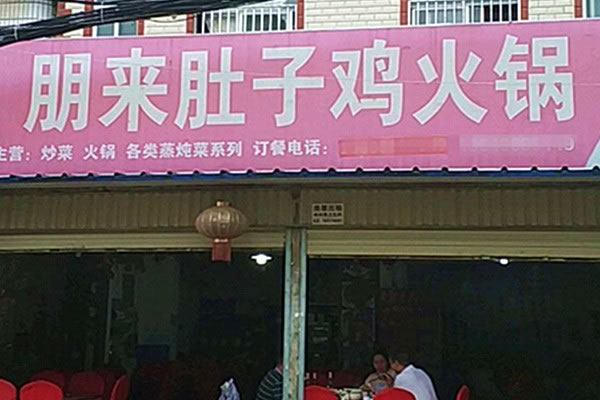 朋来肚子鸡火锅
主营：炒菜 火锅 各类蒸炖菜系列 订餐电话：